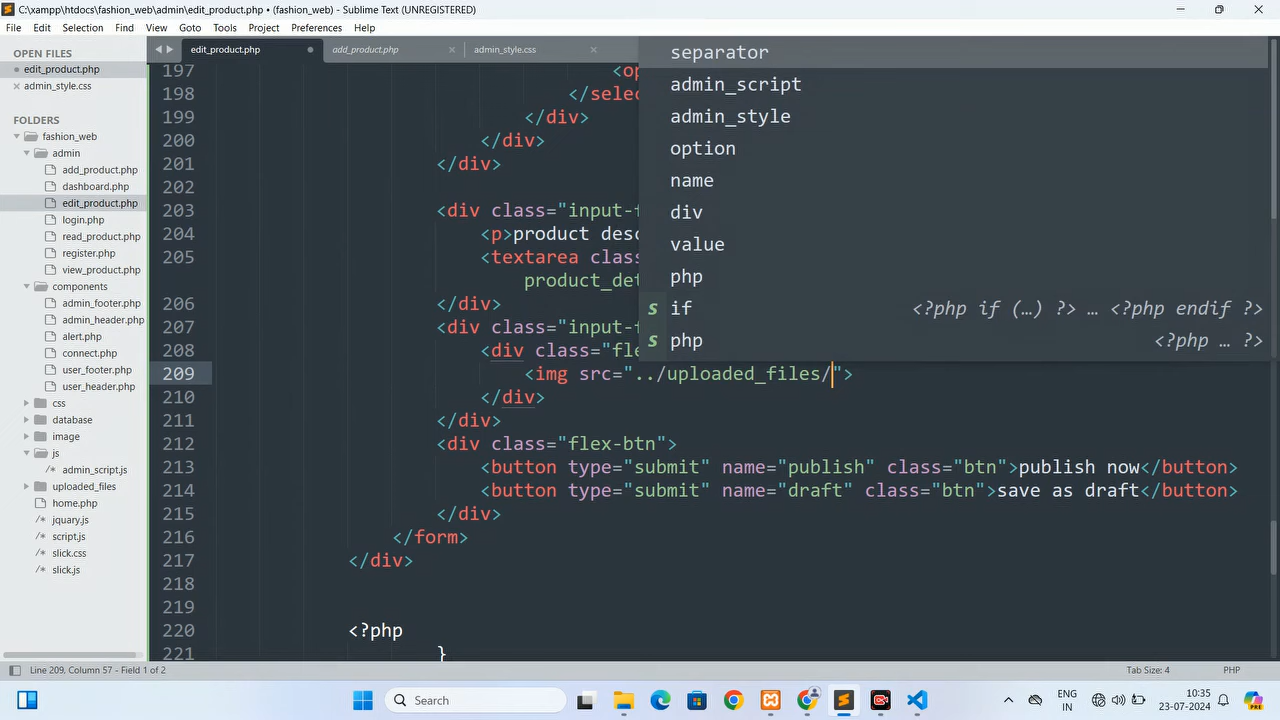 C:\xampp\htdocs\fashion_web\admin\edit_product.php • (fashion_web) - Sublime Text (UNREGISTERED)
File Edit Selection Find View Goto Tools Project Preferences Help
OPEN FILES
edit_product.php
admin_style.css
FOLDERS
fashion_web
admin
add_product.php
dashboard.php
edit_product.php
login.php
read_product.php
register.php
view_product.php
components
admin_footer.php
admin_header.php
alert.php
connect.php
user_footer.php
user_header.php
css
database
image
js
admin_script.js
uploaded_files
home.php
jquary.js
script.js
slick.css
slick.js
edit_product.php add_product.php admin_style.css
197 <op
198 </selec
199 </div>
200 </div>
201 </div>
202
203 <div class="input-f
204 <p>product desc
205 <textarea class
product_det
206 </div>
207 <div class="input-f
208 <div class="fle
209 <img src="../uploaded_files/">
210 </div>
211 </div>
212 <div class="flex-btn">
213 <button type="submit" name="publish" class="btn">publish now</button>
214 <button type="submit" name="draft" class="btn">save as draft</button>
215 </div>
216 </form>
217 </div>
218
219
220 <?php
221 }
separator
admin_script
admin_style
option
name
div
value
php
s if <?php if (…) ?> … <?php endif ?>
s php <?php … ?>
Line 209, Column 57 - Field 1 of 2
Tab Size: 4 PHP
Search
ENG
IN
10:35
23-07-2024
PRE